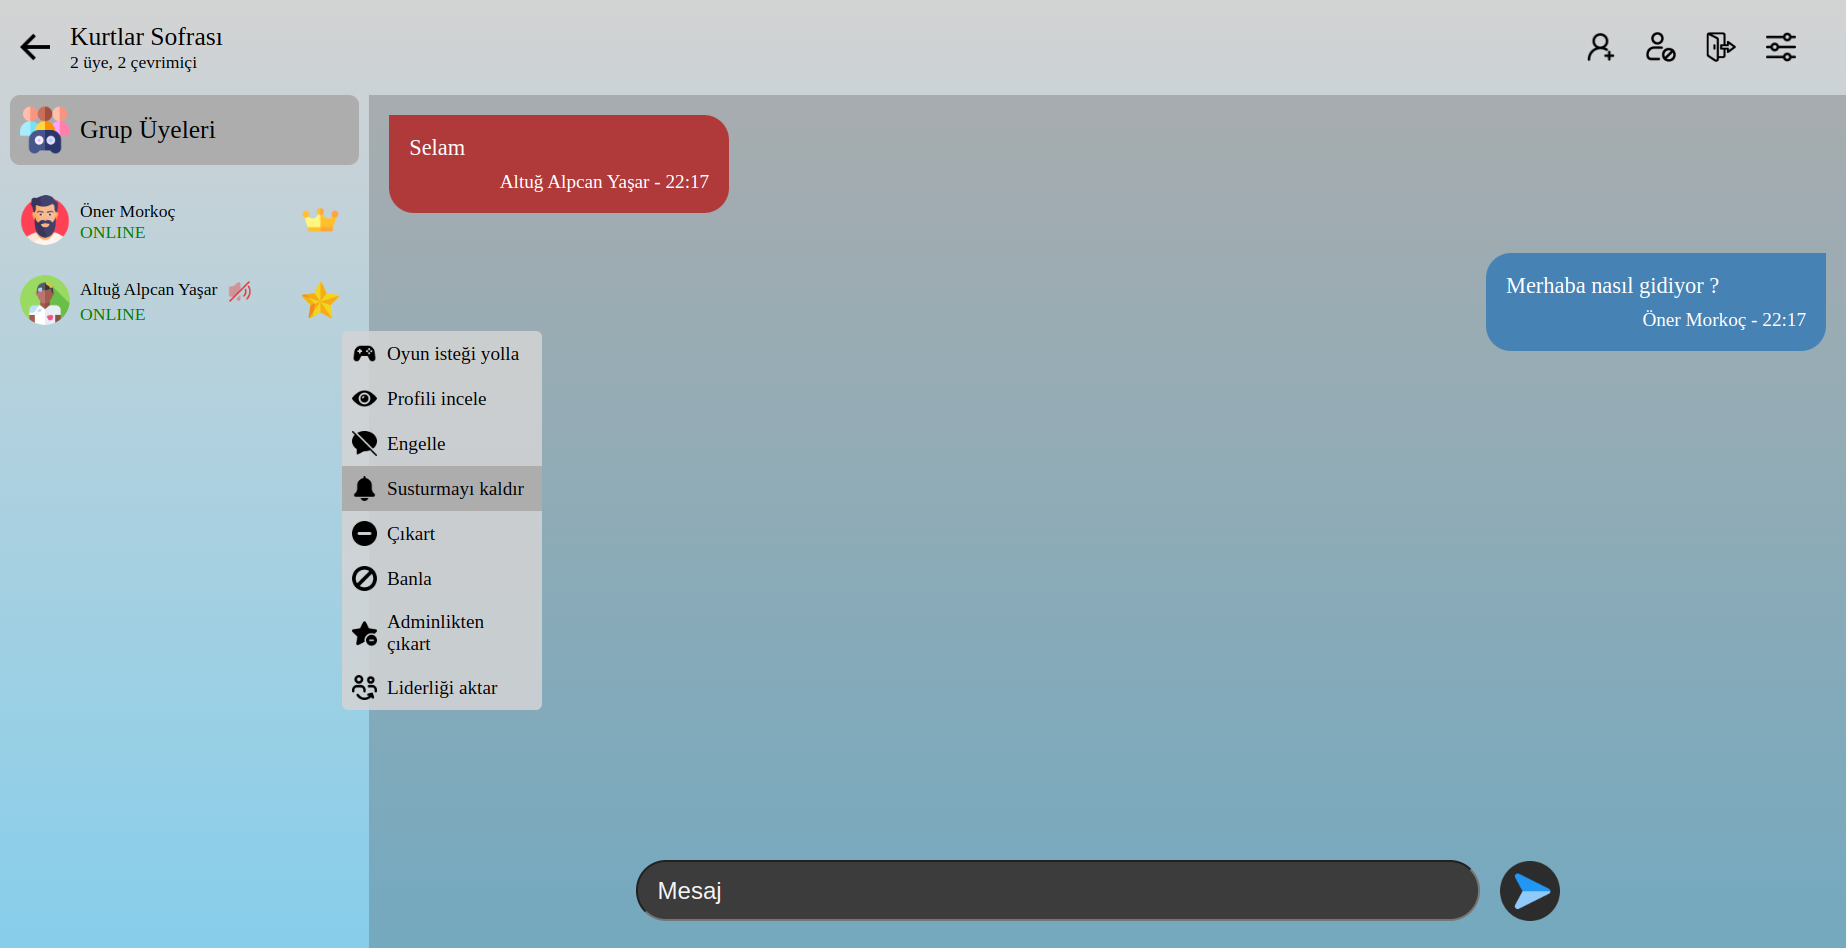 Kurtlar Sofrası
2 üye, 2 çevrimiçi
Grup Üyeleri
Öner Morkoç
ONLINE
Altuğ Alpcan Yaşar
ONLINE
Selam
Altuğ Alpcan Yaşar - 22:17
Merhaba nasıl gidiyor ?
Öner Morkoç - 22:17
Oyun isteği yolla
Profili incele
Engelle
Susturmayı kaldır
Çıkart
Banla
Adminlikten
çıkart
Liderliği aktar
Mesaj